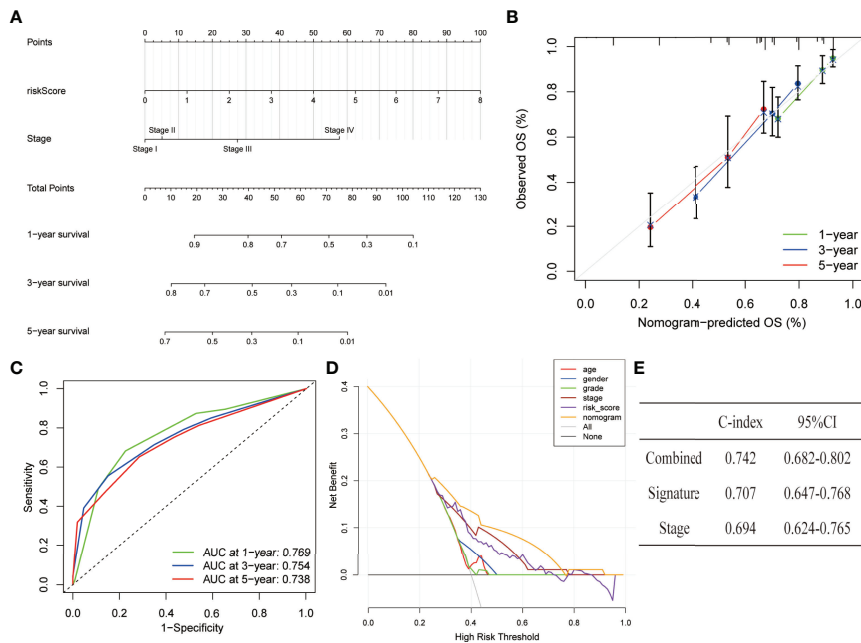 A
Points
0 10 20 30 40 50 60 70 80 90 100
riskScore
0 1 2 3 4 5 6 7 8
Stage II Stage IV
Stage
Stage I Stage III
Total Points
0 10 20 30 40 50 60 70 80 90 100 110 120 130
1-year survival
0.9 0.8 0.7 0.5 0.3 0.1
3-year survival
0.8 0.7 0.5 0.3 0.1 0.01
5-year survival
0.7 0.5 0.3 0.1 0.01
B
Observed OS (%)
1.0
0.8
0.6
0.4
0.2
0.0
1-year
3-year
5-year
0.0 0.2 0.4 0.6 0.8 1.0
Nomogram-predicted OS (%)
C
Sensitivity
1.0
0.8
0.6
0.4
0.2
0.0
AUC at 1-year: 0.769
AUC at 3-year: 0.754
AUC at 5-year: 0.738
0.0 0.2 0.4 0.6 0.8 1.0
1-Specificity
D
Net Benefit
0.4
0.3
0.2
0.1
0.0
age
gender
grade
stage
risk_score
nomogram
All
None
0.0 0.2 0.4 0.6 0.8 1.0
High Risk Threshold
E
C-index 95%CI
Combined 0.742 0.682-0.802
Signature 0.707 0.647-0.768
Stage 0.694 0.624-0.765